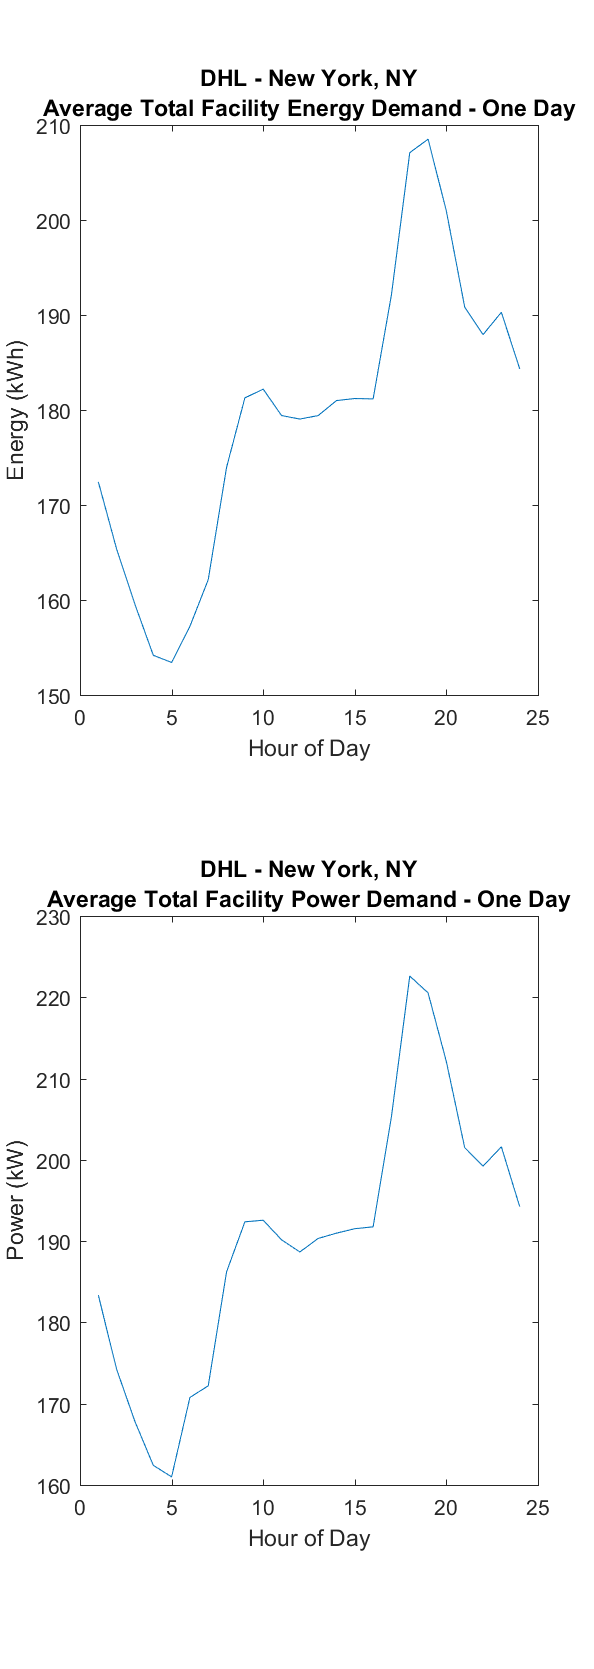 DHL - New York, NY
Average Total Facility Energy Demand - One Day
210
200
190
180
170
160
150
Energy (kWh)
0 5 10 15 20 25
Hour of Day
DHL - New York, NY
Average Total Facility Power Demand - One Day
230
220
210
200
190
180
170
160
Power (kW)
0 5 10 15 20 25
Hour of Day